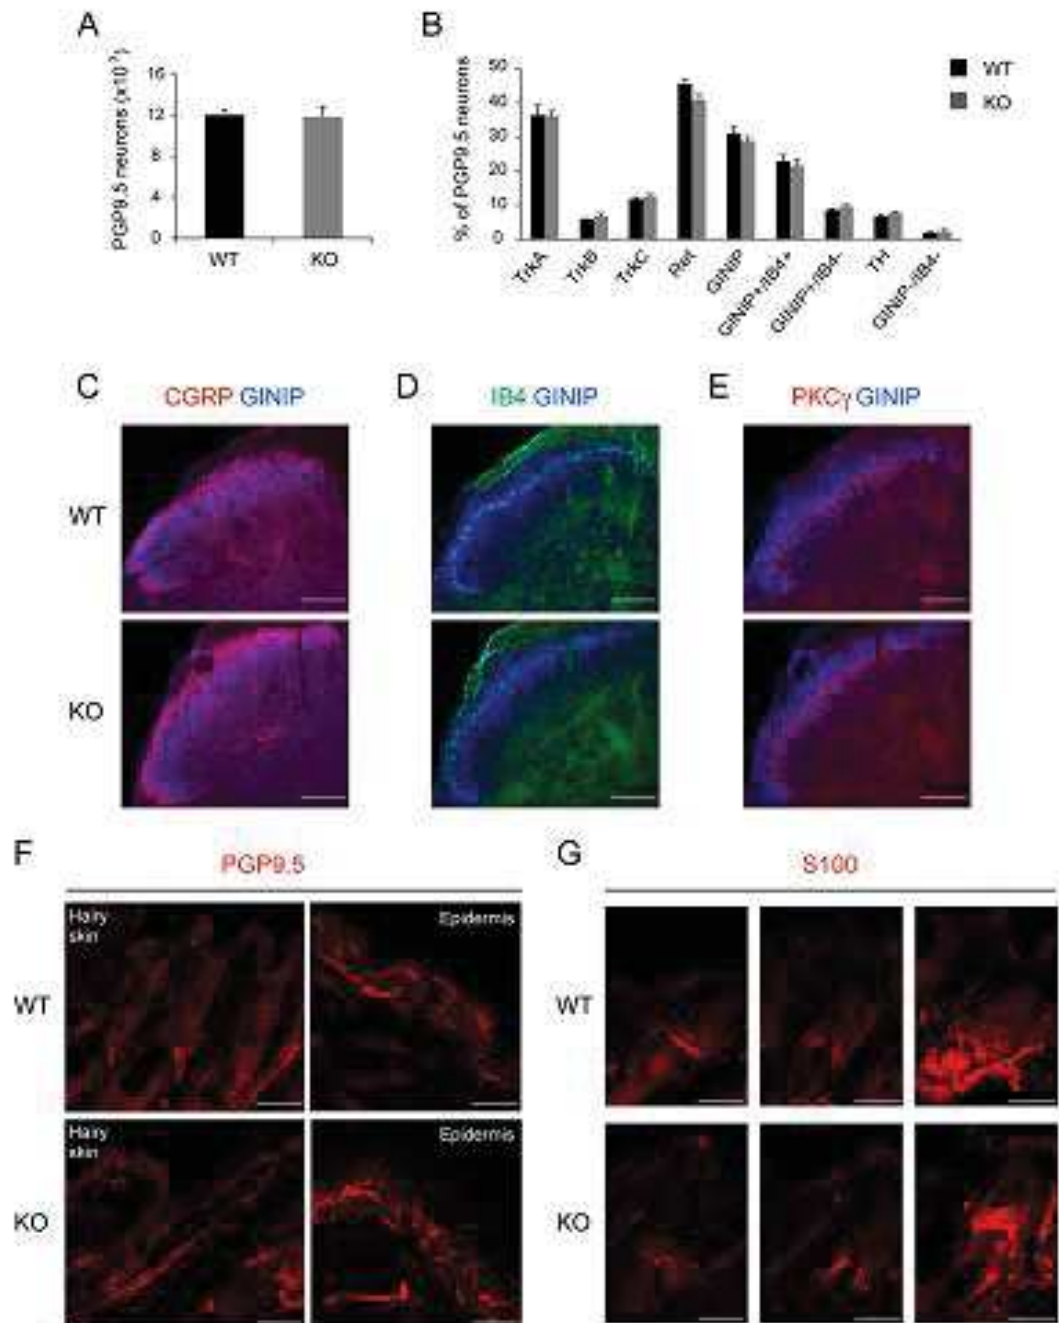 A
PGP9.5 neurons (x10⁻³)
16
12
8
4
0
WT
KO
B
% of PGP9.5 neurons
50
40
30
20
10
0
TrkA
TrkB
TrkC
Ret
GINIP
GINIP+/IB4+
GINIP+/IB4-
TH
GINIP-/IB4-
WT
KO
C
CGRP GINIP
D
IB4 GINIP
E
PKCγ GINIP
WT
KO
F
PGP9.5
G
S100
Hairy
skin
Epidermis
WT
WT
Hairy
skin
Epidermis
KO
KO